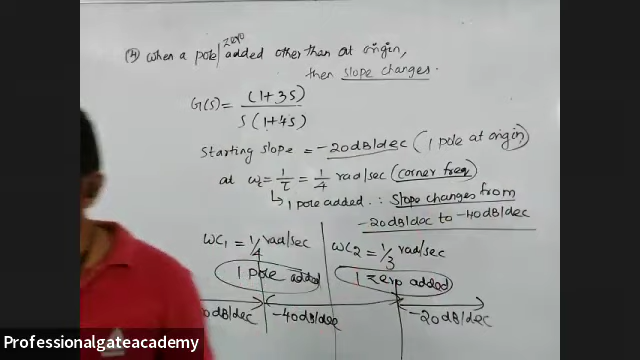 (4) when a pole/zero added other than at origin,
then slope changes.
G(s) = (1+3s) / s(1+4s)
Starting slope = -20dB/dec (1 pole at origin)
at ωc = 1/τ = 1/4 rad/sec (corner freq)
↳ 1 pole added. ∴ slope changes from
-20dB/dec to -40dB/dec
ωc1 = 1/4 rad/sec ωc2 = 1/3 rad/sec
1 pole added 1 zero added
0dB/dec -40dB/dec -20dB/dec
Professionalgateacademy